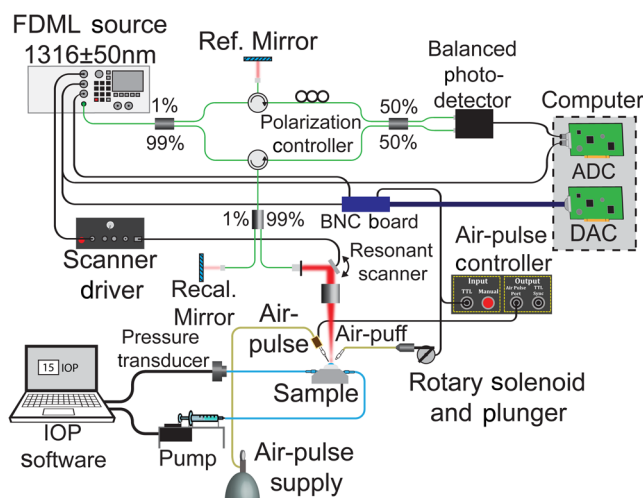 FDML source
1316±50nm
Ref. Mirror
Balanced
photo-
detector
Computer
1%
99%
Polarization
controller
50%
50%
ADC
DAC
BNC board
1%
99%
Scanner
driver
Recal.
Mirror
Resonant
scanner
Air-pulse
controller
Input
TTL
Manual
Output
Air Pulse
Port
TTL
Sync
Pressure
transducer
Air-
pulse
Air-puff
15 IOP
Sample
Rotary solenoid
and plunger
IOP
software
Pump
Air-pulse
supply